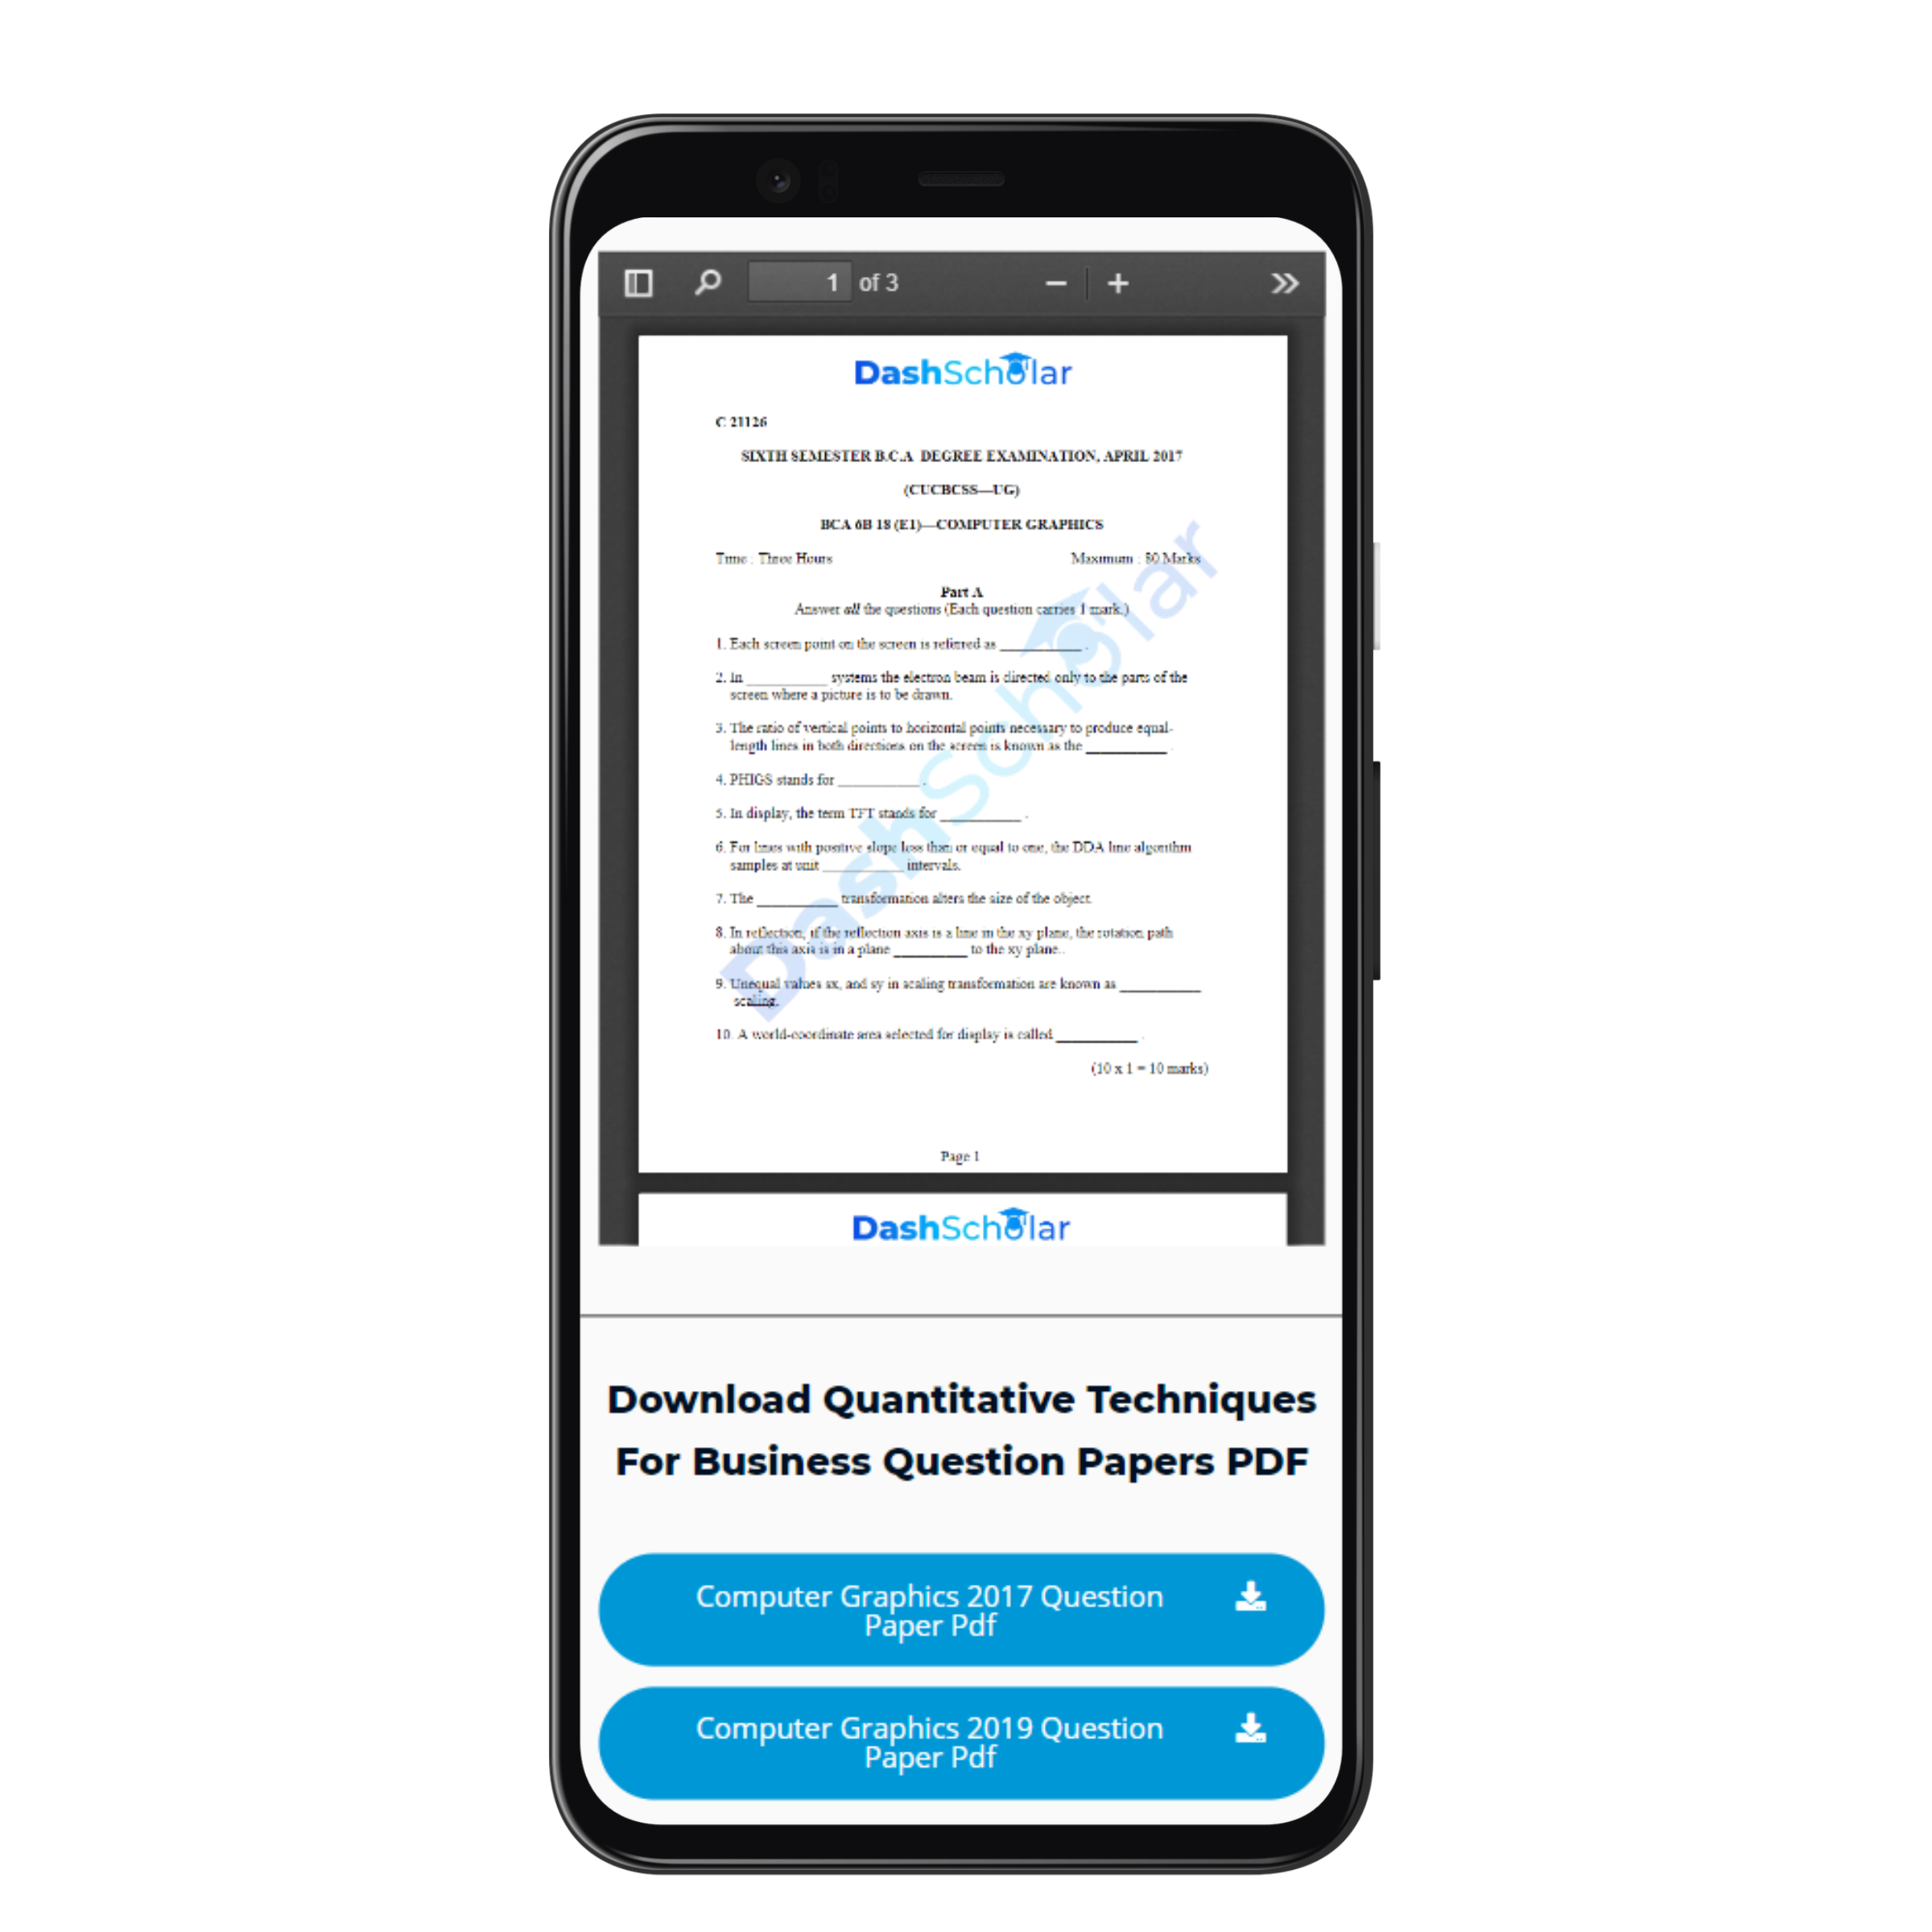 1 of 3
DashScholar
C 21126
SIXTH SEMESTER B.C.A DEGREE EXAMINATION, APRIL 2017
(CUCBCSS—UG)
BCA 6B 18 (E1)—COMPUTER GRAPHICS
Time : Three Hours Maximum : 80 Marks
Part A
Answer all the questions (Each question carries 1 mark.)
1. Each screen point on the screen is referred as ___________ .
2. In ___________ systems the electron beam is directed only to the parts of the
screen where a picture is to be drawn.
3. The ratio of vertical points to horizontal points necessary to produce equal-
length lines in both directions on the screen is known as the ___________ .
4. PHIGS stands for ___________ .
5. In display, the term TFT stands for ___________ .
6. For lines with positive slope less than or equal to one, the DDA line algorithm
samples at unit ___________ intervals.
7. The ___________ transformation alters the size of the object.
8. In reflection, if the reflection axis is a line in the xy plane, the rotation path
about this axis is in a plane __________ to the xy plane..
9. Unequal values sx, and sy in scaling transformation are known as ___________
scaling.
10. A world-coordinate area selected for display is called ___________ .
(10 x 1 = 10 marks)
DashScholar
Page 1
DashScholar
Download Quantitative Techniques
For Business Question Papers PDF
Computer Graphics 2017 Question
Paper Pdf
Computer Graphics 2019 Question
Paper Pdf